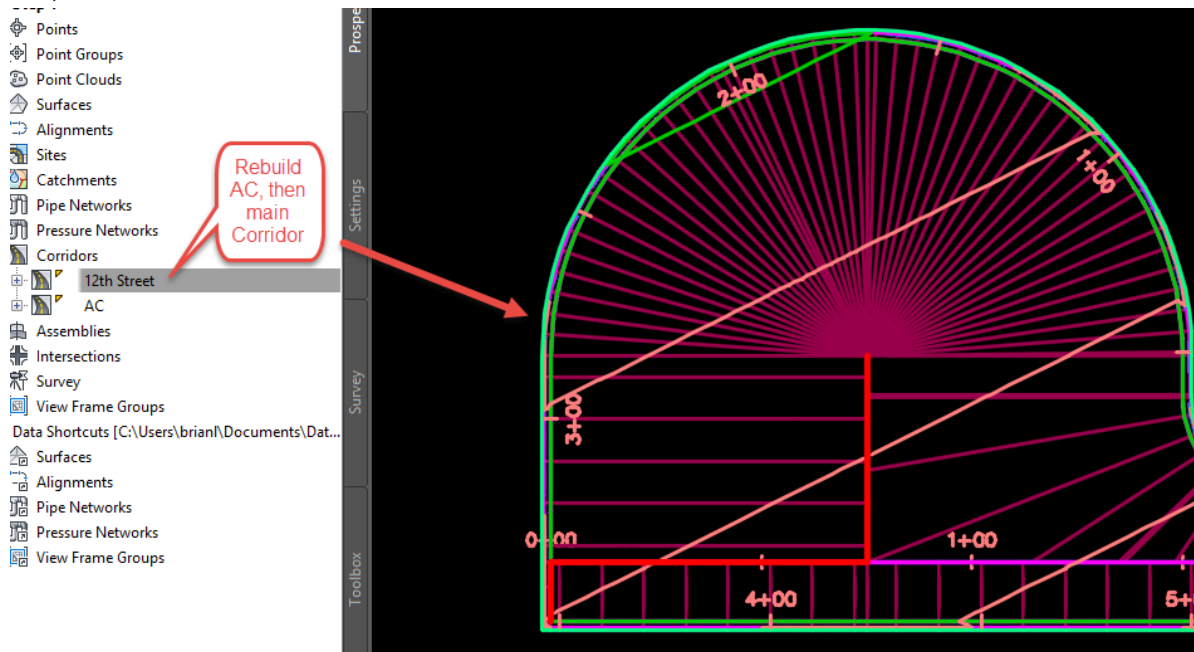 Points
Point Groups
Point Clouds
Surfaces
Alignments
Sites
Catchments
Pipe Networks
Pressure Networks
Corridors
12th Street
AC
Assemblies
Intersections
Survey
View Frame Groups
Data Shortcuts [C:\Users\brianl\Documents\Dat...
Surfaces
Alignments
Pipe Networks
Pressure Networks
View Frame Groups
Rebuild
AC, then
main
Corridor
Prospe
Settings
Survey
Toolbox
2+00
1+00
3+00
0+00
1+00
4+00
5+